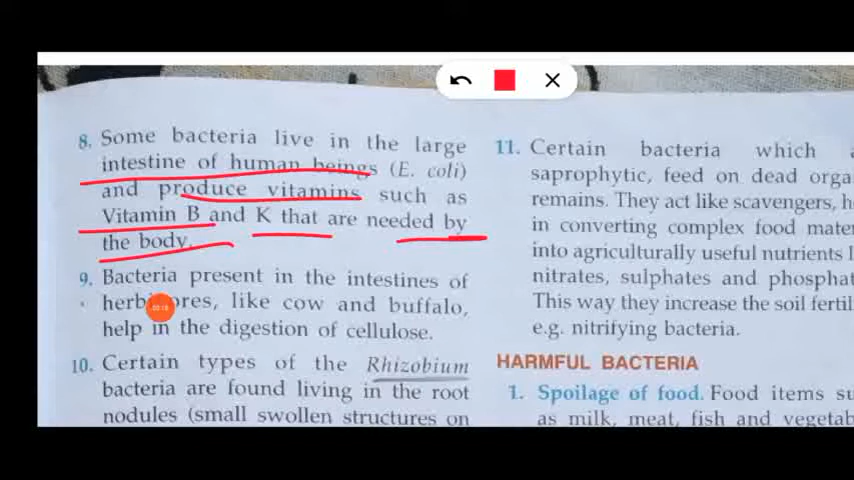 8. Some bacteria live in the large
intestine of human beings (E. coli)
and produce vitamins such as
Vitamin B and K that are needed by
the body.
9. Bacteria present in the intestines of
herbivores, like cow and buffalo,
help in the digestion of cellulose.
10. Certain types of the Rhizobium
bacteria are found living in the root
nodules (small swollen structures on
11. Certain bacteria which
saprophytic, feed on dead orga
remains. They act like scavengers, he
in converting complex food mater
into agriculturally useful nutrients l
nitrates, sulphates and phosphat
This way they increase the soil fertil
e.g. nitrifying bacteria.
HARMFUL BACTERIA
1. Spoilage of food. Food items su
as milk, meat, fish and vegetab